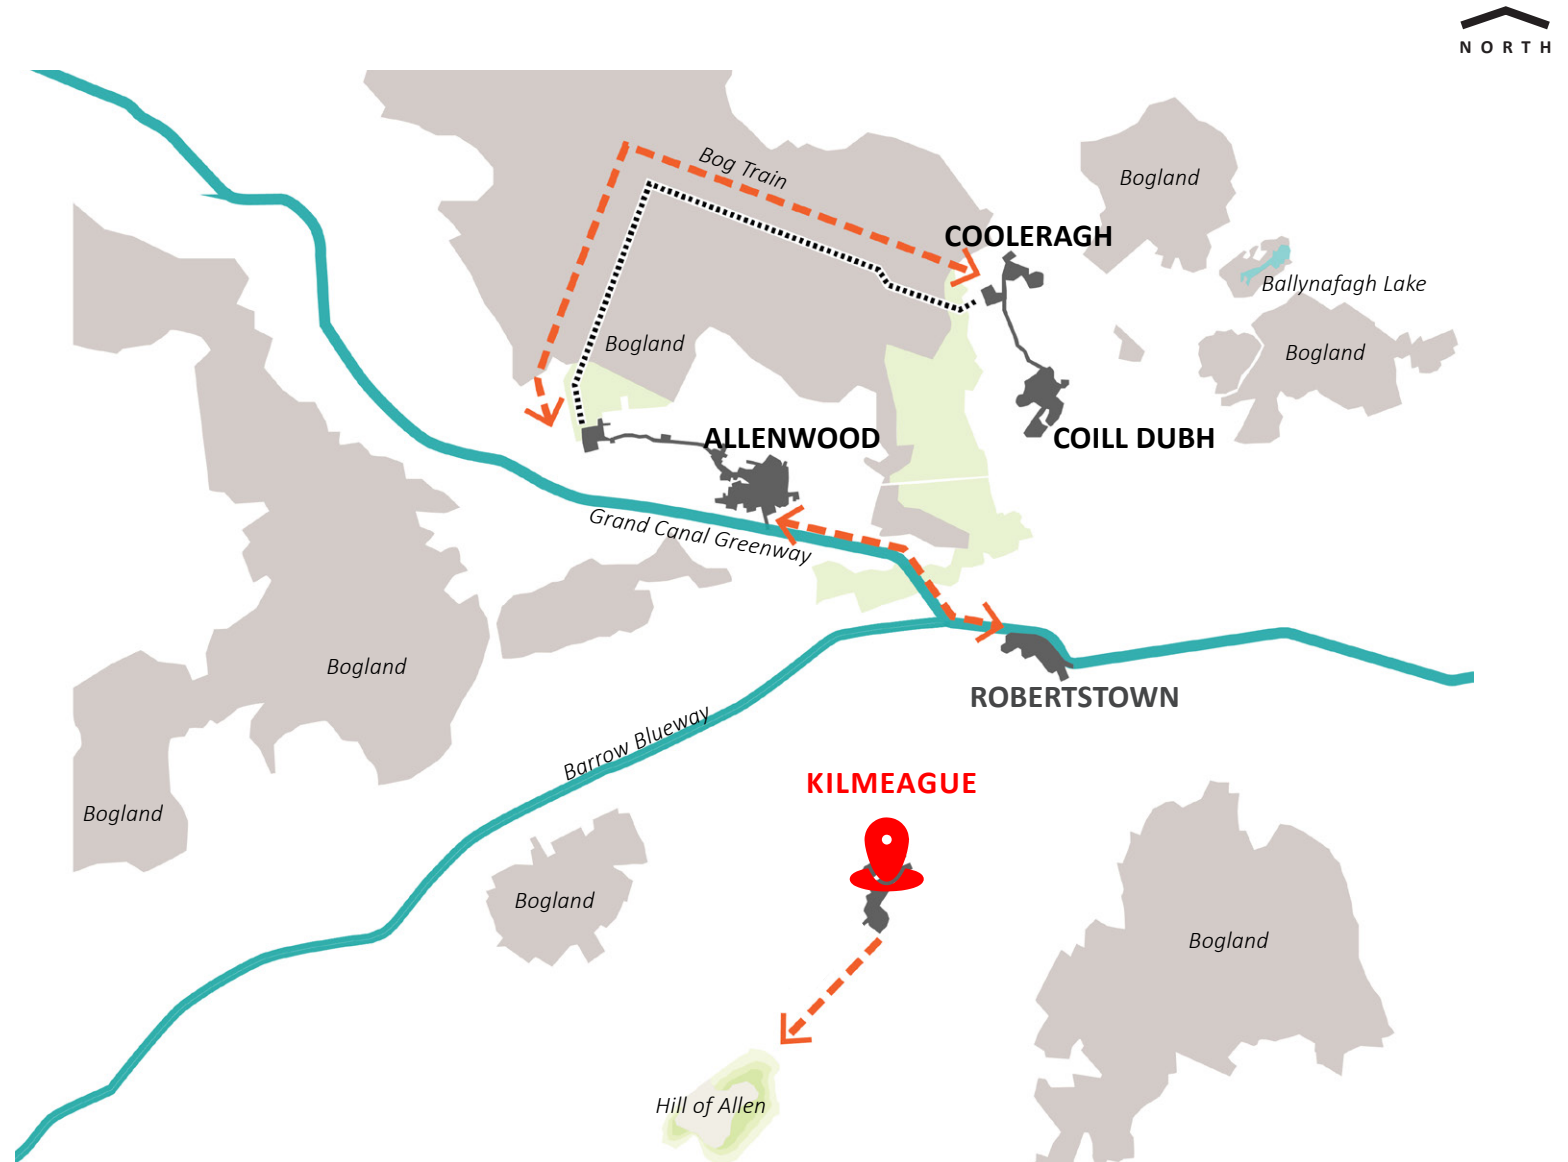 NORTH
Bog Train
Bogland
COOLERAGH
Ballynafagh Lake
Bogland
Bogland
ALLENWOOD
COILL DUBH
Grand Canal Greenway
Bogland
ROBERTSTOWN
Barrow Blueway
KILMEAGUE
Bogland
Bogland
Bogland
Hill of Allen